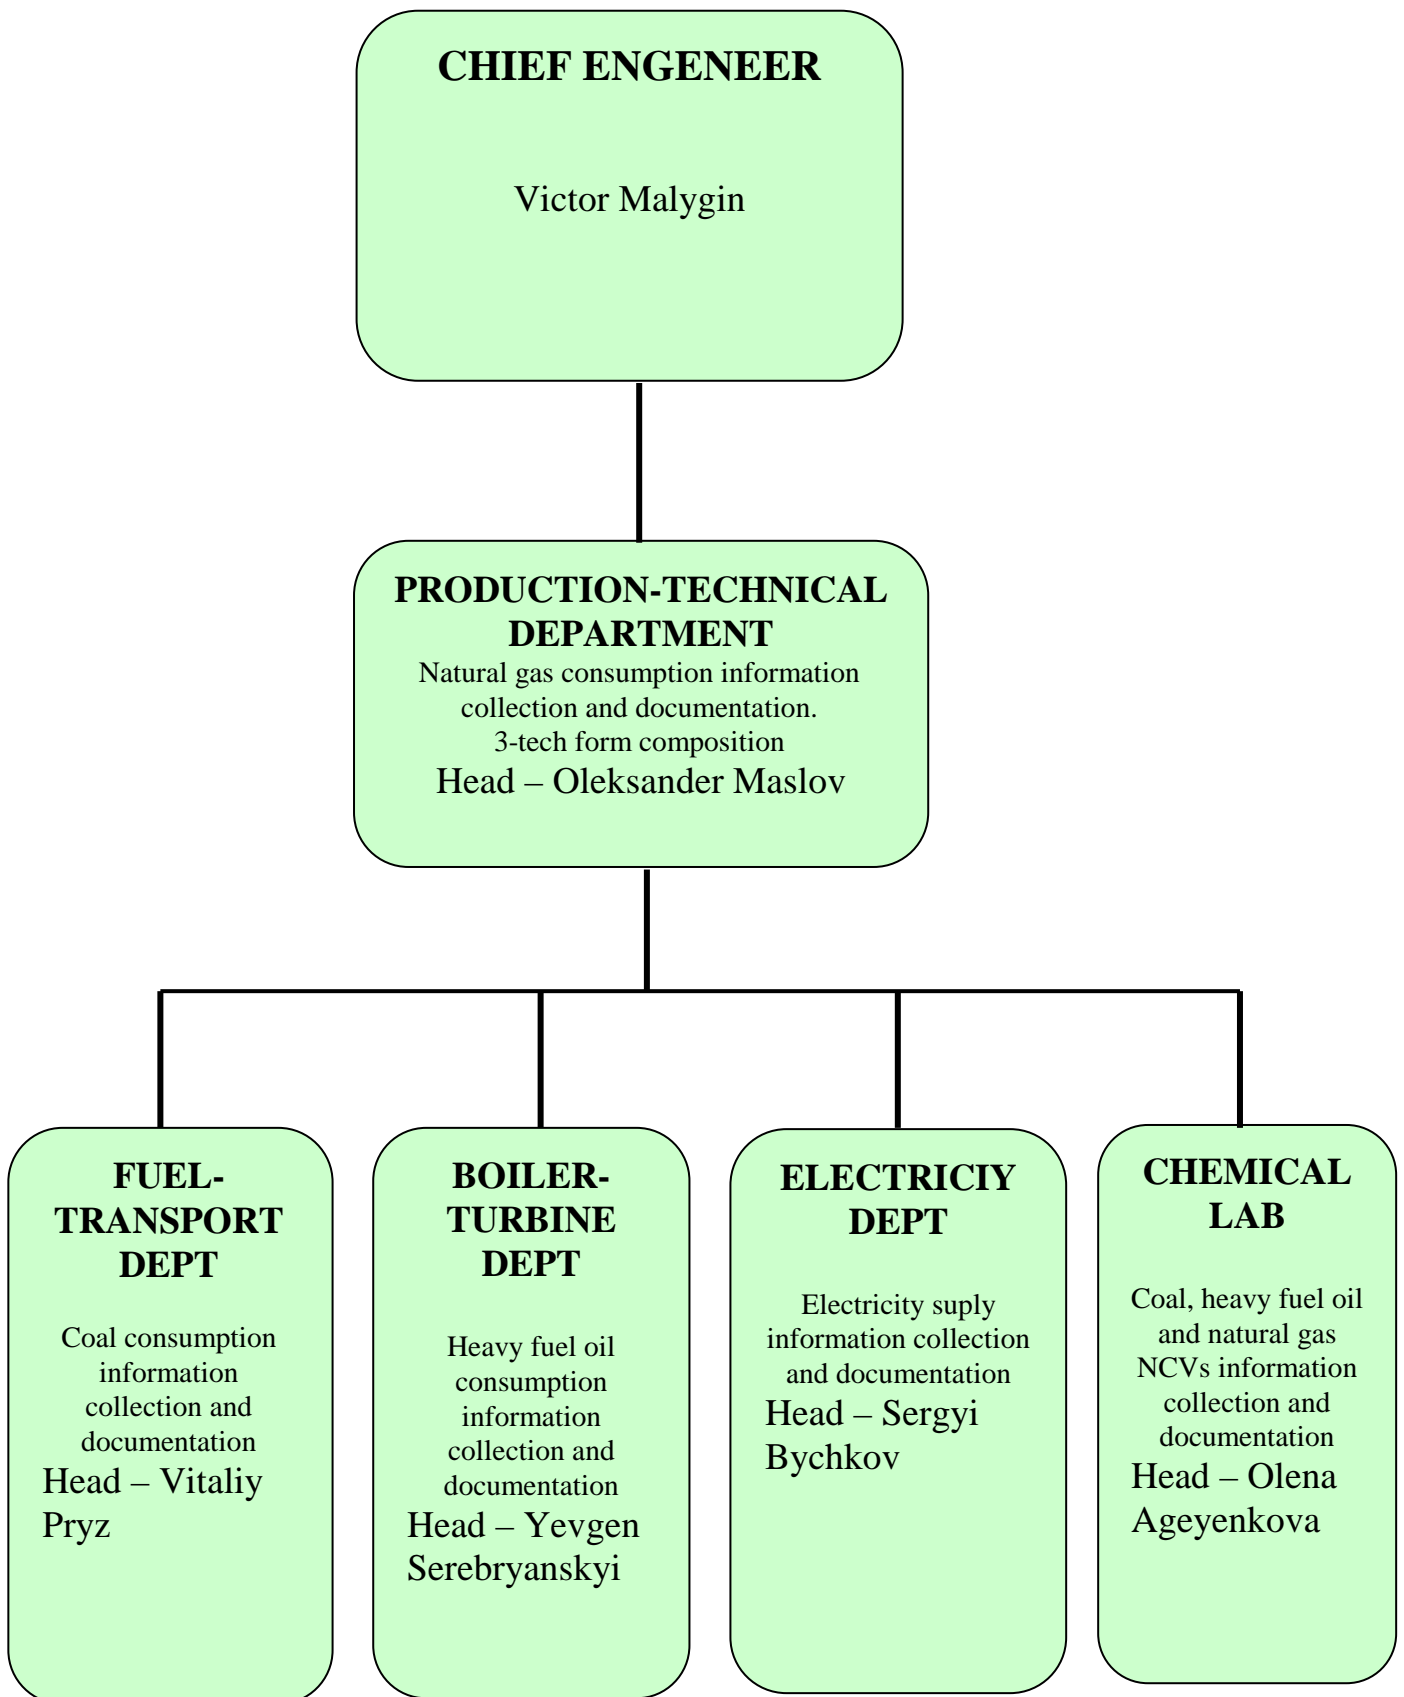 CHIEF ENGENEER
Victor Malygin
PRODUCTION-TECHNICAL
DEPARTMENT
Natural gas consumption information
collection and documentation.
3-tech form composition
Head – Oleksander Maslov
FUEL-
TRANSPORT
DEPT
Coal consumption
information
collection and
documentation
Head – Vitaliy
Pryz
BOILER-
TURBINE
DEPT
Heavy fuel oil
consumption
information
collection and
documentation
Head – Yevgen
Serebryanskyi
ELECTRICIY
DEPT
Electricity suply
information collection
and documentation
Head – Sergyi
Bychkov
CHEMICAL
LAB
Coal, heavy fuel oil
and natural gas
NCVs information
collection and
documentation
Head – Olena
Ageyenkova